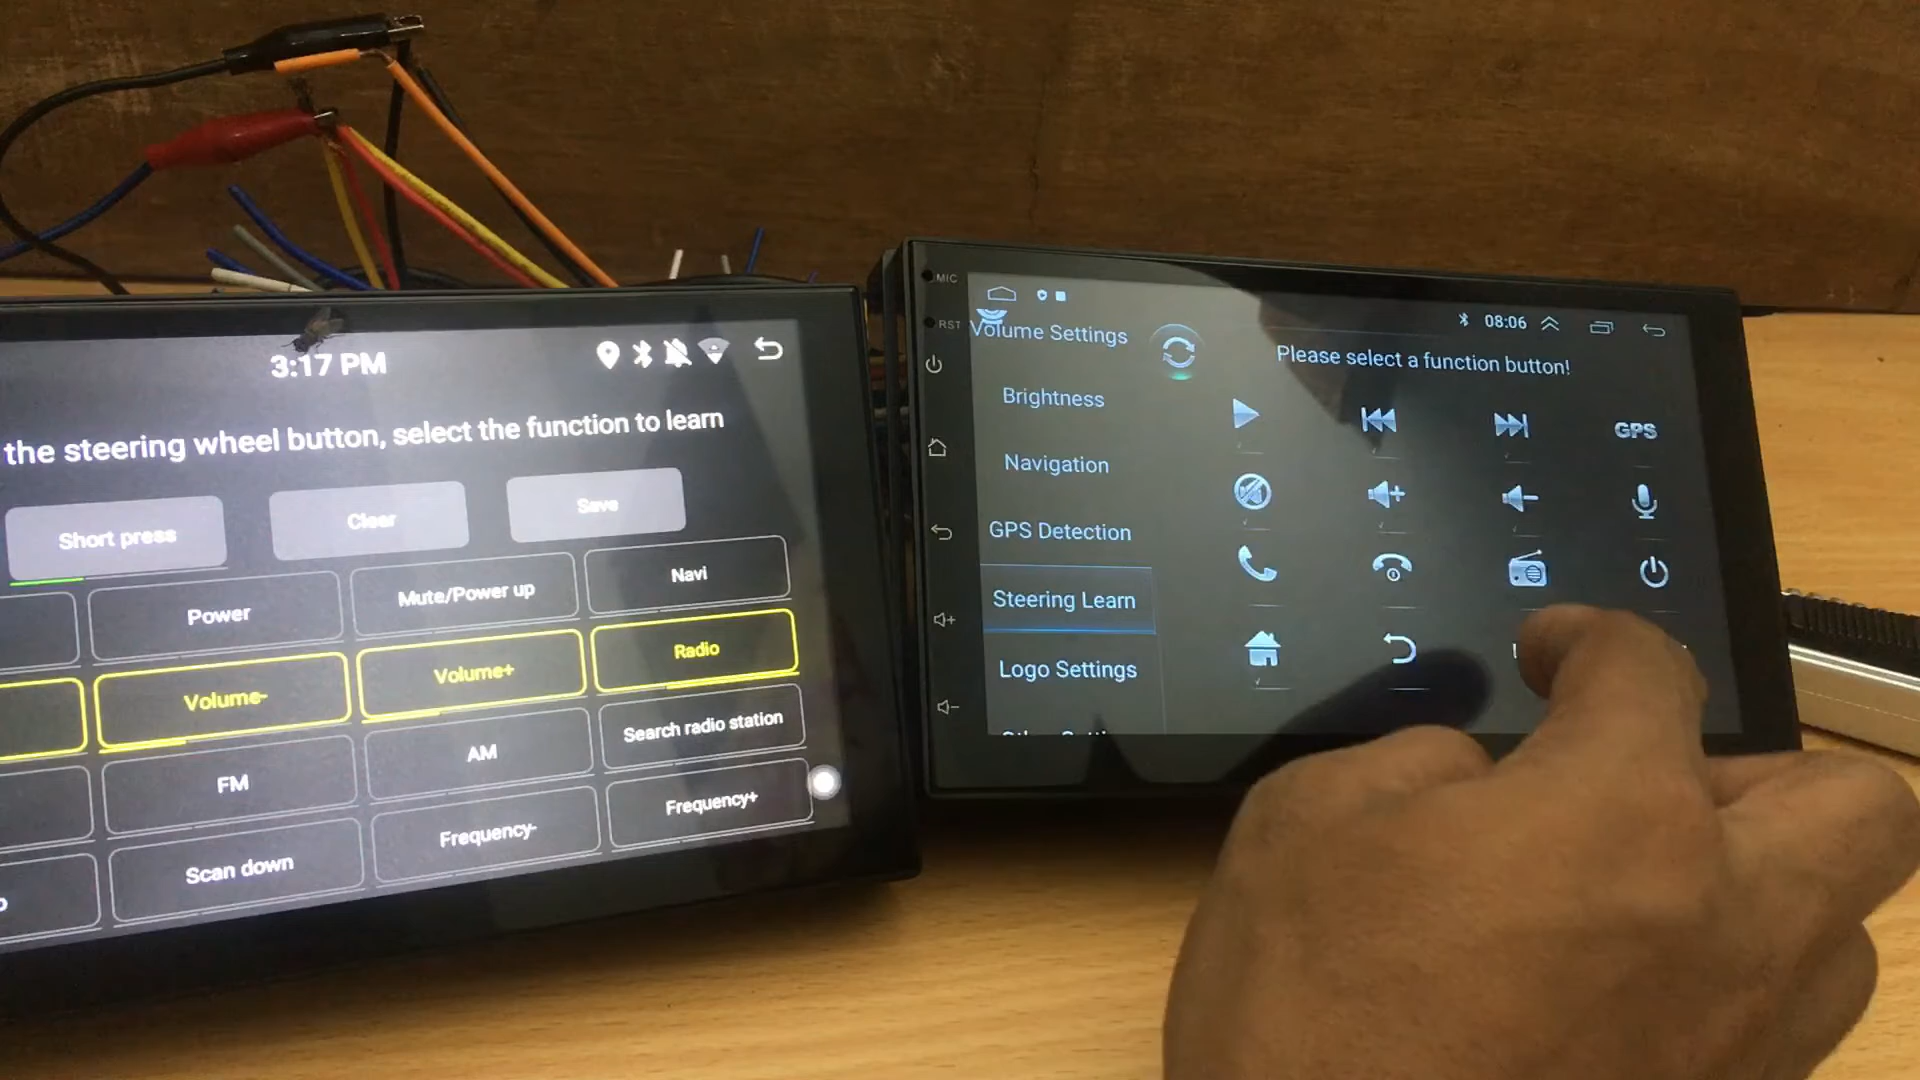 3:17 PM
the steering wheel button, select the function to learn
Short press
Clear
Save
Power
Mute/Power up
Navi
Volume-
Volume+
Radio
FM
AM
Search radio station
Scan down
Frequency-
Frequency+
MIC
RST
08:06
Volume Settings
Please select a function button!
Brightness
Navigation
GPS
GPS Detection
Steering Learn
Logo Settings